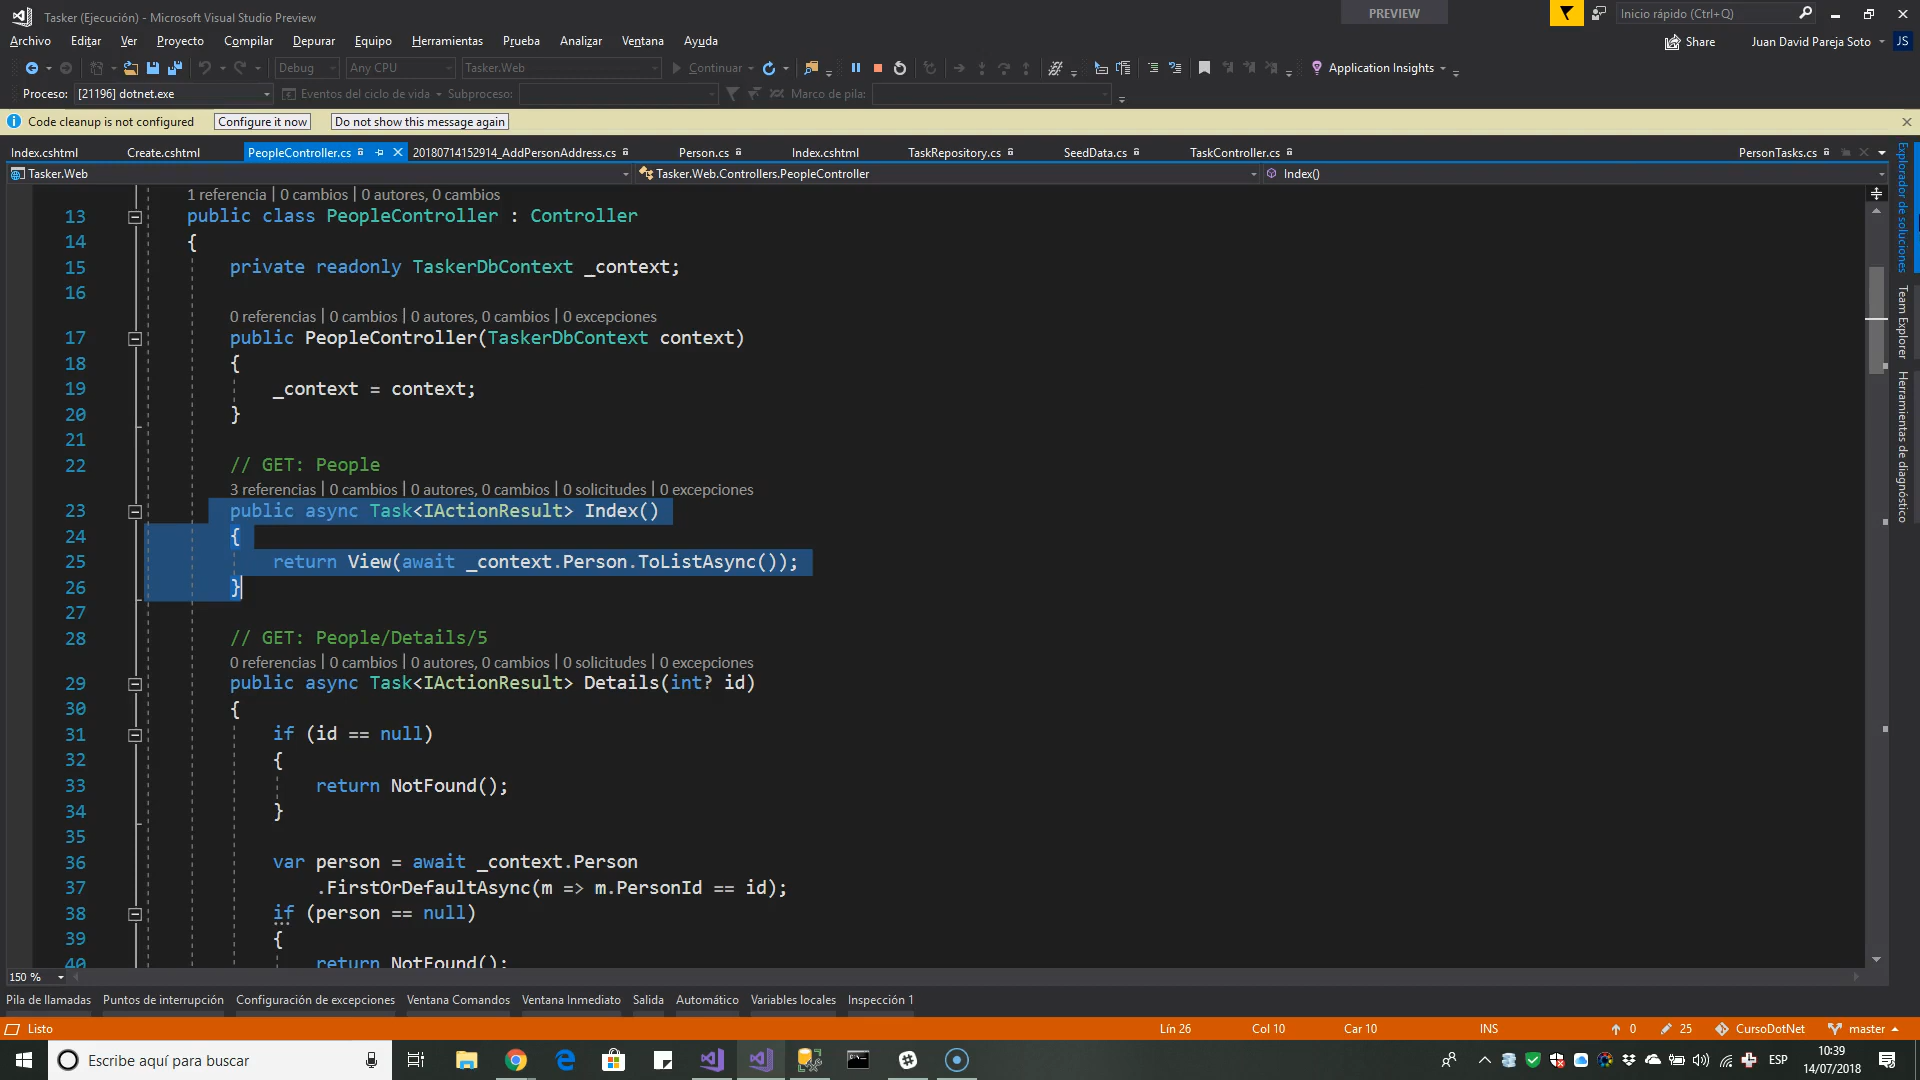 Tasker (Ejecución) - Microsoft Visual Studio Preview
PREVIEW
Inicio rápido (Ctrl+Q)
Archivo Editar Ver Proyecto Compilar Depurar Equipo Herramientas Prueba Analizar Ventana Ayuda
Share
Juan David Pareja Soto
JS
Debug Any CPU Tasker.Web Continuar
Application Insights
Proceso: [21196] dotnet.exe Eventos del ciclo de vida Subproceso: Marco de pila:
Code cleanup is not configured Configure it now Do not show this message again
Index.cshtml Create.cshtml PeopleController.cs 20180714152914_AddPersonAddress.cs Person.cs Index.cshtml TaskRepository.cs SeedData.cs TaskController.cs PersonTasks.cs
Tasker.Web Tasker.Web.Controllers.PeopleController Index()
Explorador de soluciones
Team Explorer
Herramientas de diagnóstico
1 referencia | 0 cambios | 0 autores, 0 cambios
13 public class PeopleController : Controller
14 {
15 private readonly TaskerDbContext _context;
16
0 referencias | 0 cambios | 0 autores, 0 cambios | 0 excepciones
17 public PeopleController(TaskerDbContext context)
18 {
19 _context = context;
20 }
21
22 // GET: People
3 referencias | 0 cambios | 0 autores, 0 cambios | 0 solicitudes | 0 excepciones
23 public async Task<IActionResult> Index()
24 {
25 return View(await _context.Person.ToListAsync());
26 }
27
28 // GET: People/Details/5
0 referencias | 0 cambios | 0 autores, 0 cambios | 0 solicitudes | 0 excepciones
29 public async Task<IActionResult> Details(int? id)
30 {
31 if (id == null)
32 {
33 return NotFound();
34 }
35
36 var person = await _context.Person
37 .FirstOrDefaultAsync(m => m.PersonId == id);
38 if (person == null)
39 {
40 return NotFound();
150 %
Pila de llamadas Puntos de interrupción Configuración de excepciones Ventana Comandos Ventana Inmediato Salida Automático Variables locales Inspección 1
Listo Lín 26 Col 10 Car 10 INS 0 25 CursoDotNet master
Escribe aquí para buscar
ESP
10:39
14/07/2018